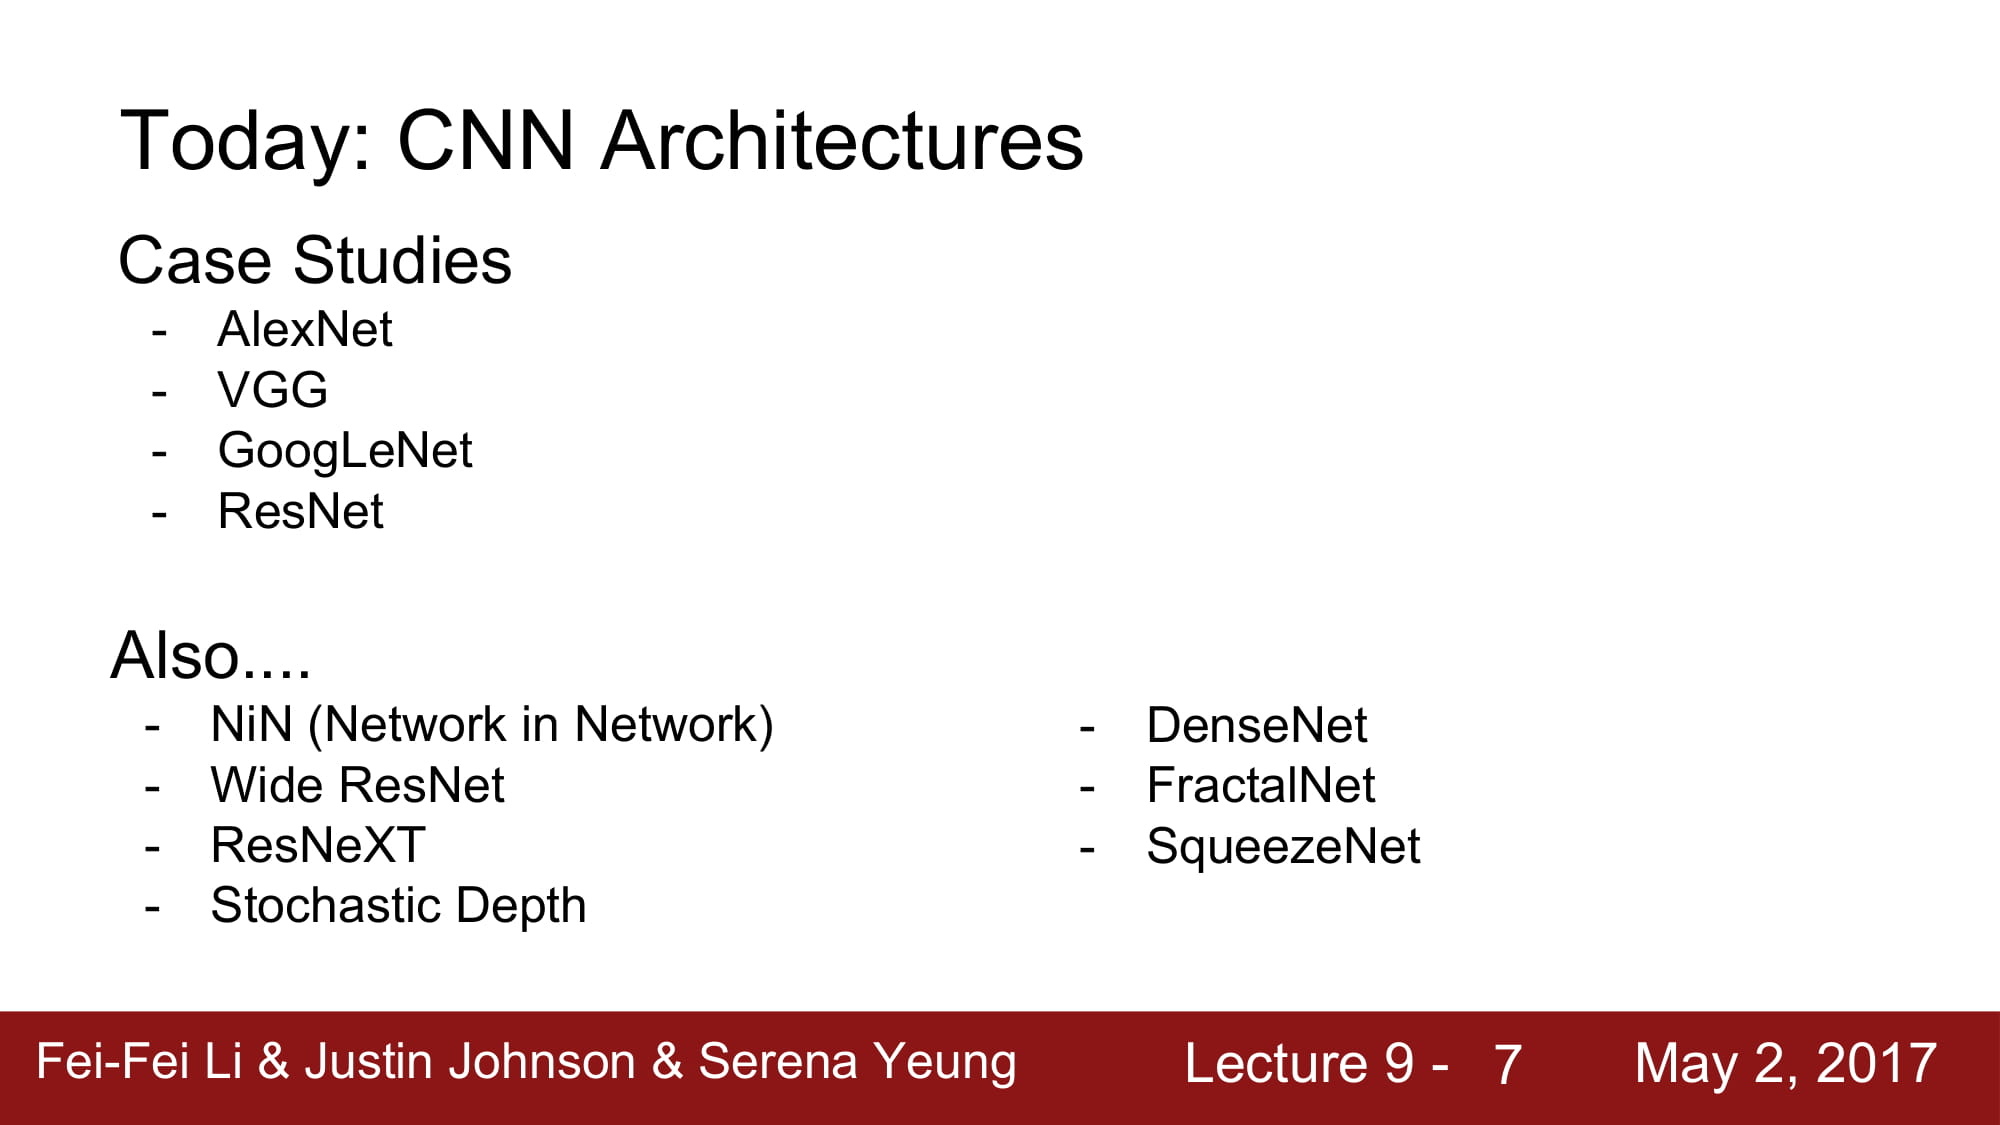 Today: CNN Architectures
Case Studies
- AlexNet
- VGG
- GoogLeNet
- ResNet
Also....
- NiN (Network in Network)
- Wide ResNet
- ResNeXT
- Stochastic Depth
- DenseNet
- FractalNet
- SqueezeNet
Fei-Fei Li & Justin Johnson & Serena Yeung Lecture 9 - 7 May 2, 2017